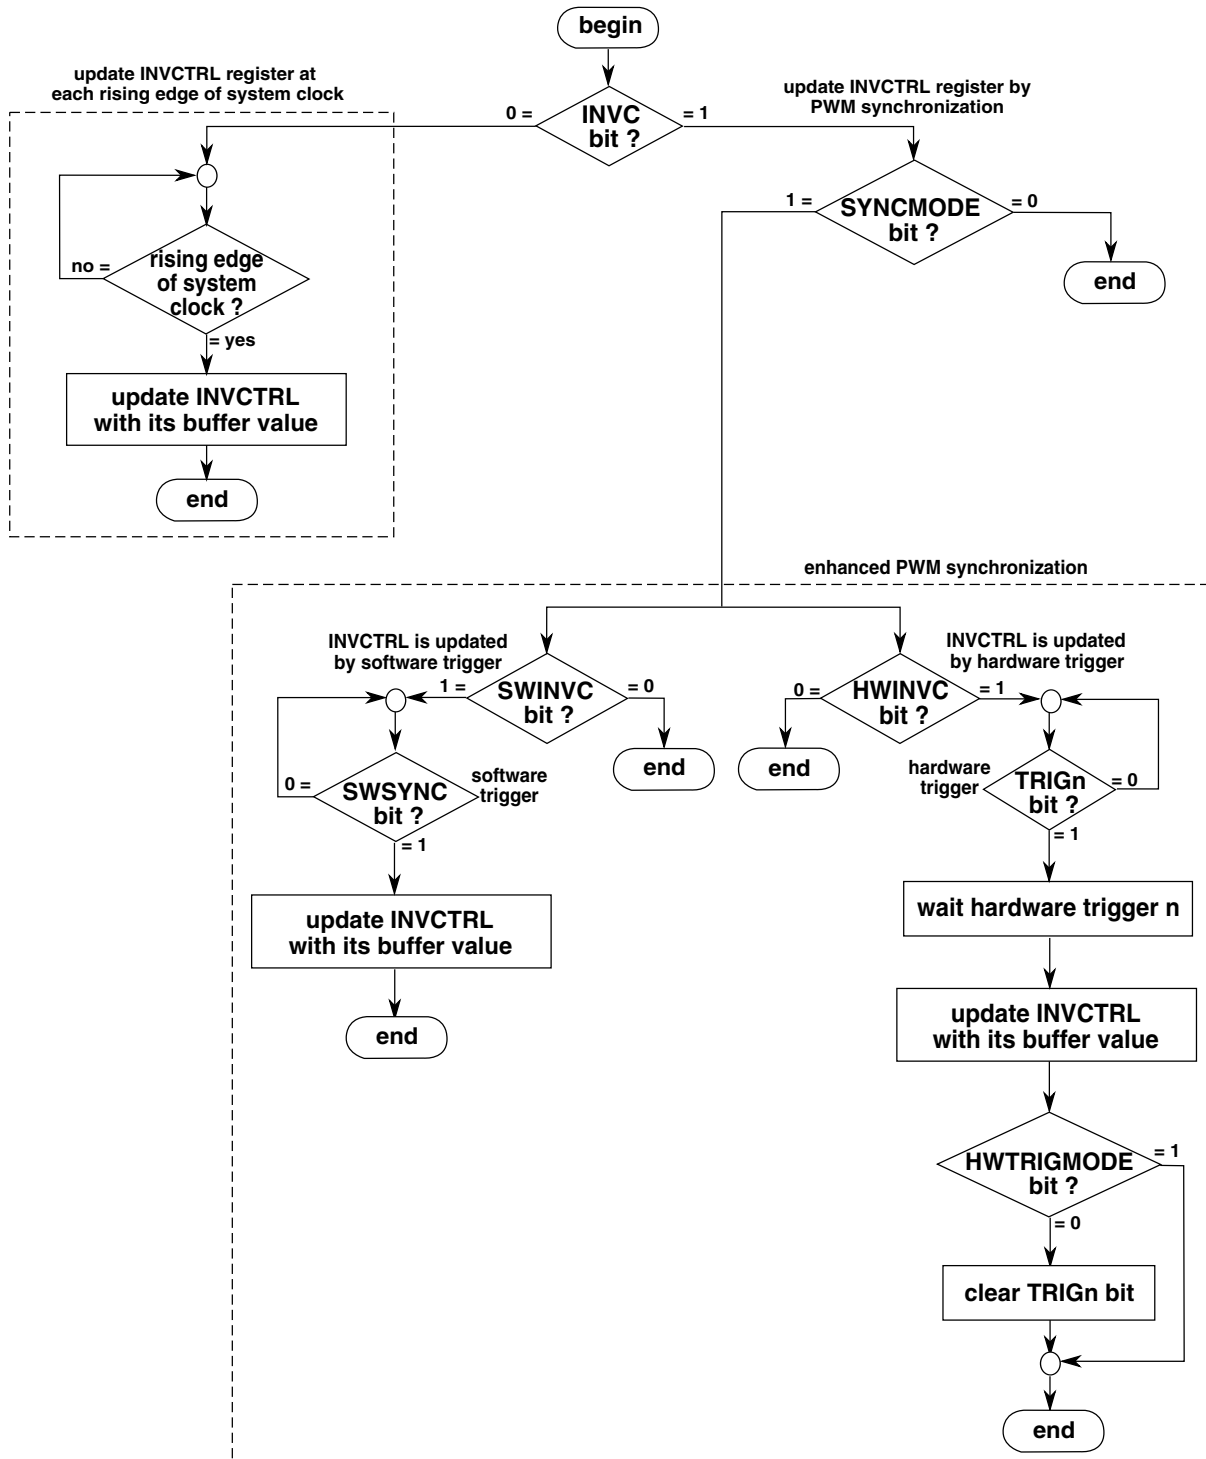 begin
update INVCTRL register at
each rising edge of system clock
update INVCTRL register by
PWM synchronization
0 =
INVC
bit ?
= 1
1 =
SYNCMODE
bit ?
= 0
end
no =
rising edge
of system
clock ?
= yes
update INVCTRL
with its buffer value
end
enhanced PWM synchronization
INVCTRL is updated
by software trigger
INVCTRL is updated
by hardware trigger
1 =
SWINVC
bit ?
= 0
end
0 =
HWINVC
bit ?
= 1
end
0 =
SWSYNC
bit ?
software
trigger
= 1
hardware
trigger
TRIGn
bit ?
= 0
= 1
update INVCTRL
with its buffer value
end
wait hardware trigger n
update INVCTRL
with its buffer value
HWTRIGMODE
bit ?
= 1
= 0
clear TRIGn bit
end